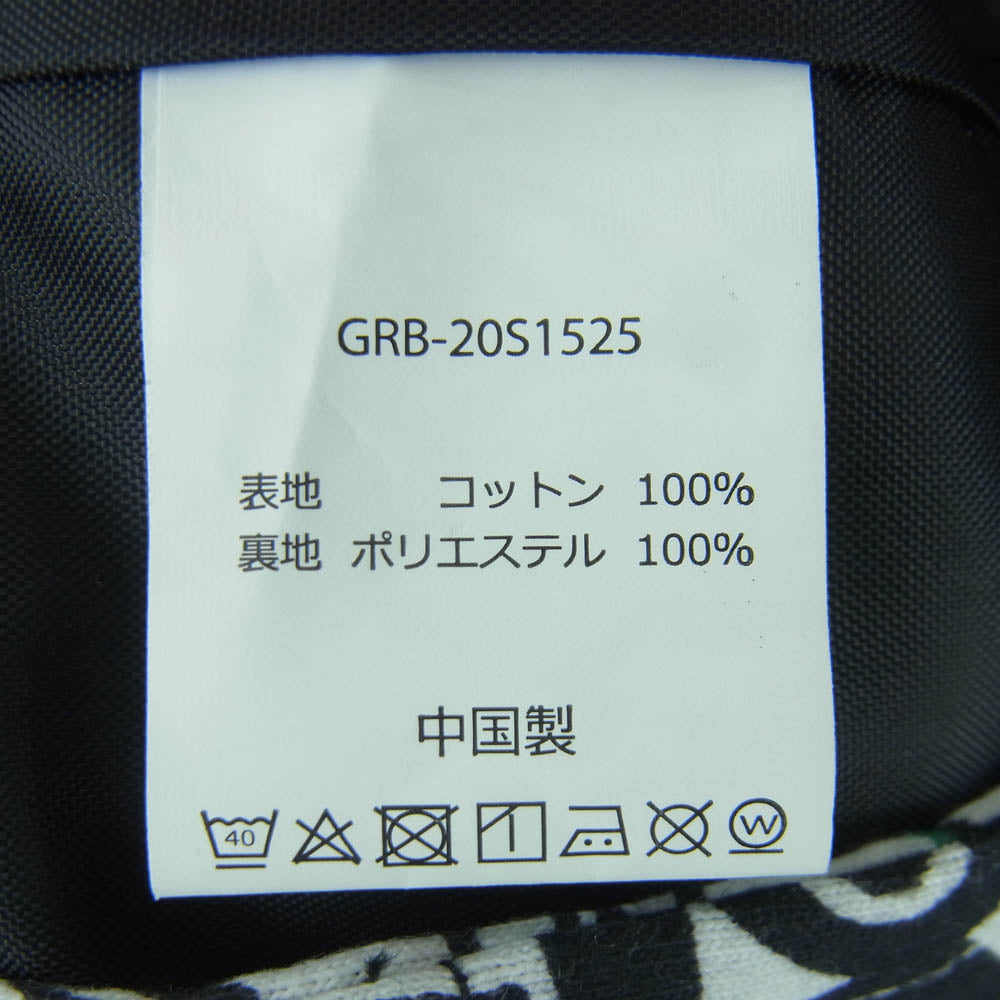 GRB-20S1525
表地 コットン 100%
裏地 ポリエステル 100%
中国製
40 W